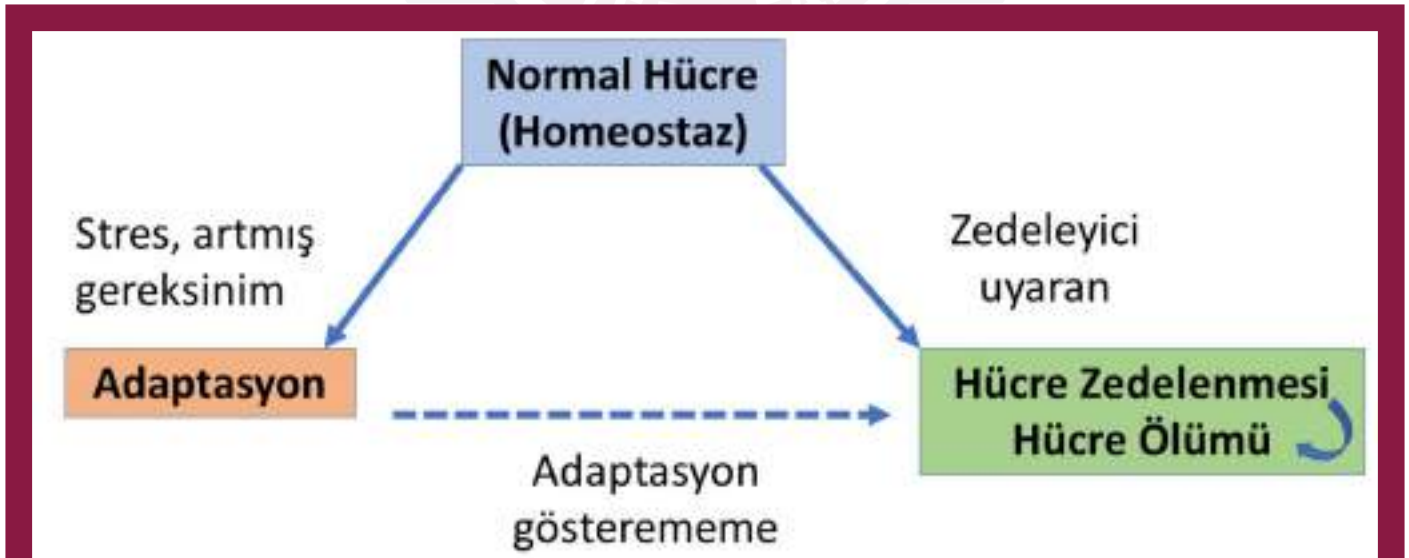 Normal Hücre
(Homeostaz)
Stres, artmış
gereksinim
Zedeleyici
uyaran
Adaptasyon
Hücre Zedelenmesi
Hücre Ölümü
Adaptasyon
gösterememe